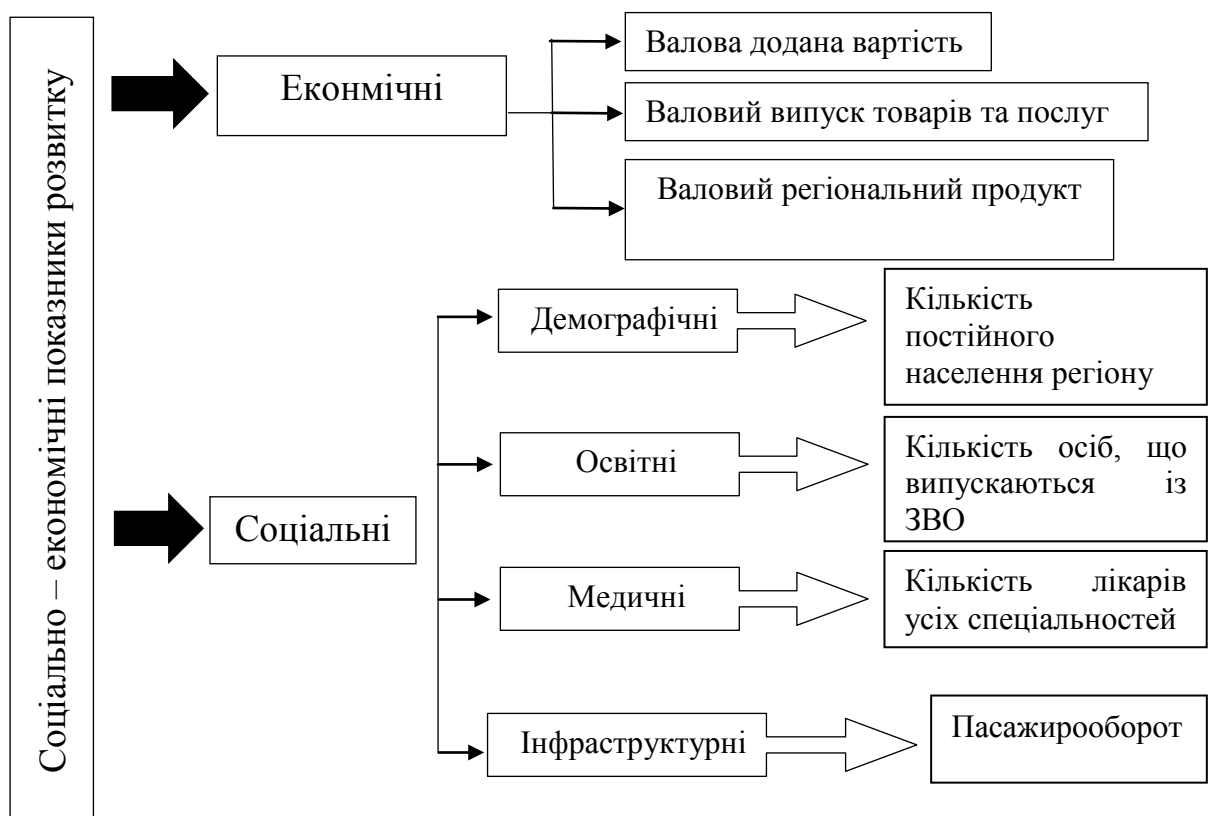 Соціально – економічні показники розвитку
Еконмічні
Валова додана вартість
Валовий випуск товарів та послуг
Валовий регіональний продукт
Соціальні
Демографічні
Кількість
постійного
населення регіону
Освітні
Кількість осіб, що
випускаються із
ЗВО
Медичні
Кількість лікарів
усіх спеціальностей
Інфраструктурні
Пасажирооборот